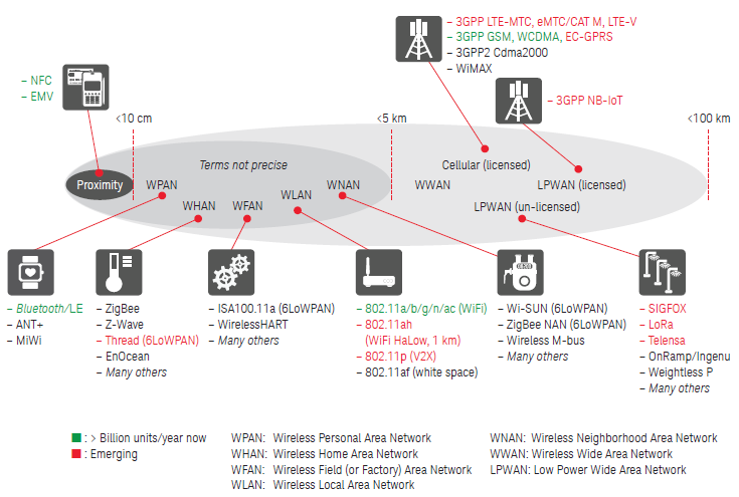 – 3GPP LTE-MTC, eMTC/CAT M, LTE-V
– 3GPP GSM, WCDMA, EC-GPRS
– 3GPP2 Cdma2000
– WiMAX
– NFC
– EMV
– 3GPP NB-IoT
<10 cm
<5 km
<100 km
Terms not precise
Cellular (licensed)
Proximity
WPAN
WNAN
WWAN
LPWAN (licensed)
WLAN
WHAN
WFAN
LPWAN (un-licensed)
– Bluetooth/LE
– ANT+
– MiWi
– ZigBee
– Z-Wave
– Thread (6LoWPAN)
– EnOcean
– Many others
– ISA100.11a (6LoWPAN)
– WirelessHART
– Many others
– 802.11a/b/g/n/ac (WiFi)
– 802.11ah
(WiFi HaLow, 1 km)
– 802.11p (V2X)
– 802.11af (white space)
– Wi-SUN (6LoWPAN)
– ZigBee NAN (6LoWPAN)
– Wireless M-bus
– Many others
– SIGFOX
– LoRa
– Telensa
– OnRamp/Ingenu
– Weightless P
– Many others
: > Billion units/year now
: Emerging
WPAN: Wireless Personal Area Network
WHAN: Wireless Home Area Network
WFAN: Wireless Field (or Factory) Area Network
WLAN: Wireless Local Area Network
WNAN: Wireless Neighborhood Area Network
WWAN: Wireless Wide Area Network
LPWAN: Low Power Wide Area Network